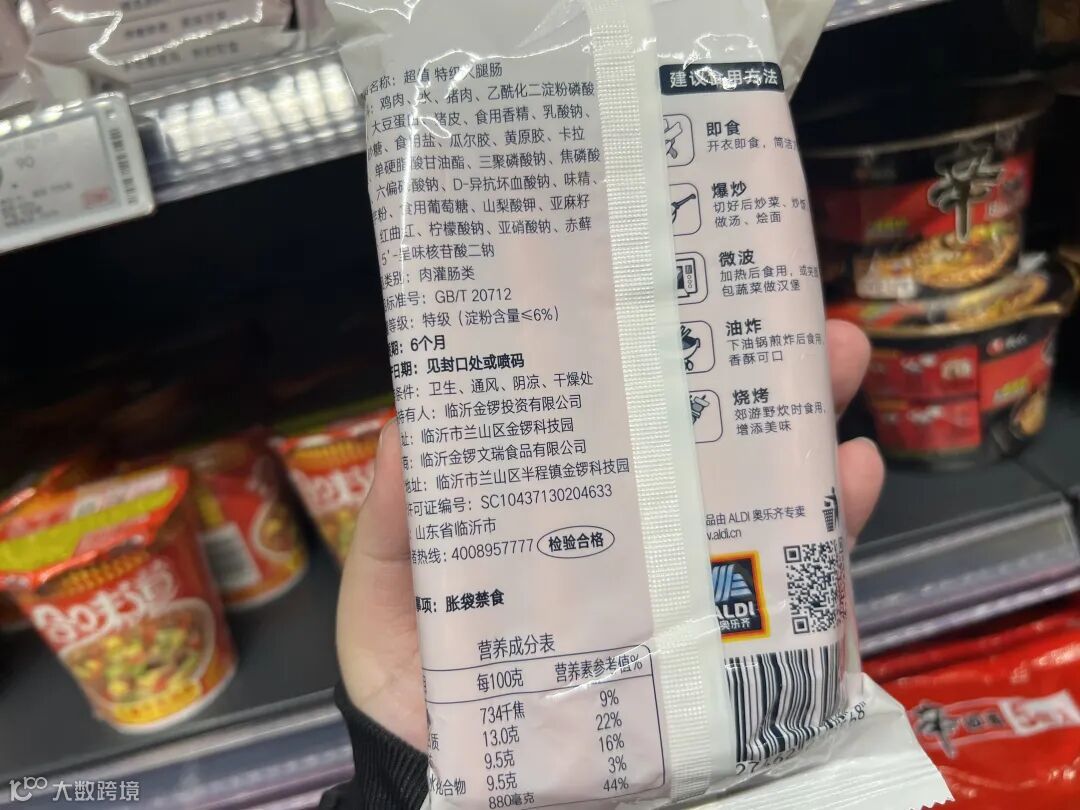 名称：超值 特级火腿肠
鸡肉、水、猪肉、乙酰化二淀粉磷酸
大豆蛋白、猪皮、食用香精、乳酸钠、
糖、食用盐、瓜尔胶、黄原胶、卡拉
单硬脂酸甘油酯、三聚磷酸钠、焦磷酸
六偏磷酸钠、D-异抗坏血酸钠、味精、
粉、食用葡萄糖、山梨酸钾、亚麻籽
红曲红、柠檬酸钠、亚硝酸钠、赤藓
5'-呈味核苷酸二钠
类别：肉灌肠类
标准号：GB/T 20712
等级：特级（淀粉含量≤6%）
期：6个月
日期：见封口处或喷码
条件：卫生、通风、阴凉、干燥处
持有人：临沂金锣投资有限公司
址：临沂市兰山区金锣科技园
商：临沂金锣文瑞食品有限公司
地址：临沂市兰山区半程镇金锣科技园
许可证编号：SC10437130204633
：山东省临沂市
热线：4008957777
检验合格
事项：胀袋禁食
营养成分表
每100克 营养素参考值%
734千焦 9%
质 13.0克 22%
9.5克 16%
水化合物 9.5克 3%
880毫克 44%
建议食用方法
即食
开衣即食，简洁
爆炒
切好后炒菜、炒饭
做汤、烩面
微波
加热后食用，或夹
包蔬菜做汉堡
油炸
下油锅煎炸后食用
香酥可口
烧烤
郊游野炊时食用，
增添美味
品由 ALDI 奥乐齐专卖
w.aldi.cn
ALDI
奥乐齐
辛
合味道
90
大数跨境